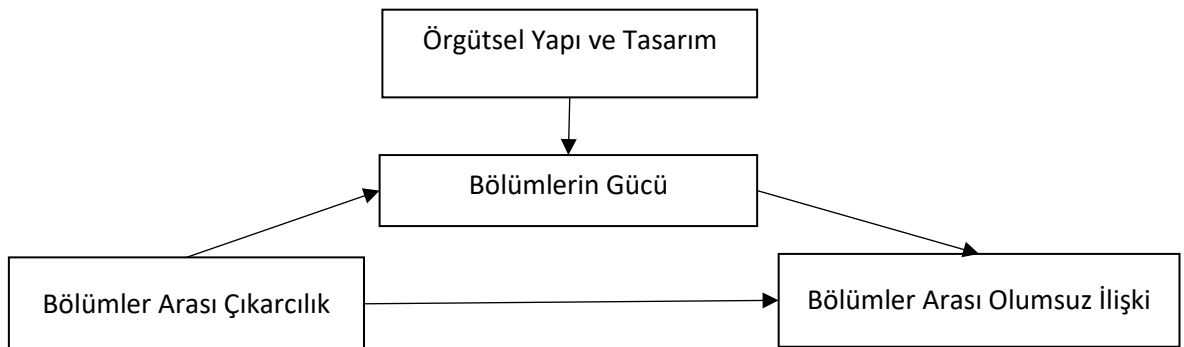 Örgütsel Yapı ve Tasarım
Bölümlerin Gücü
Bölümler Arası Çıkarcılık
Bölümler Arası Olumsuz İlişki